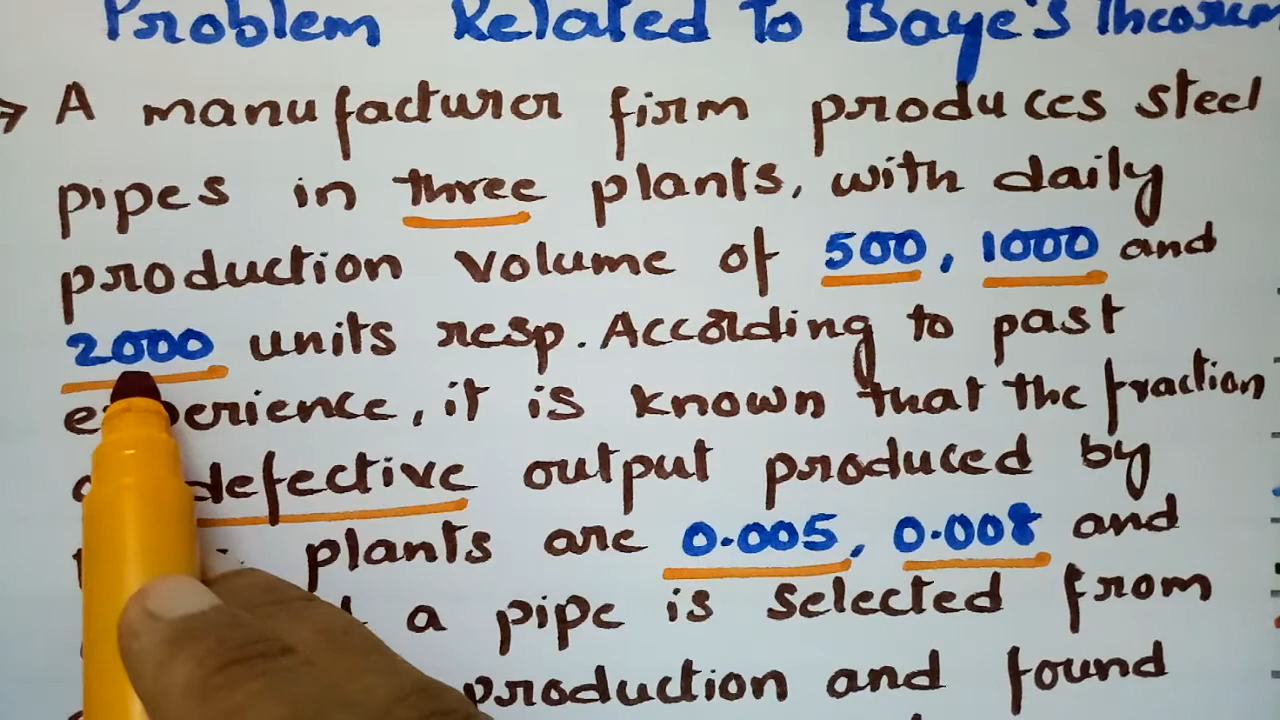 Problem Related to Baye's Theorem
→ A manufacturer firm produces steel
pipes in three plants, with daily
production volume of 500, 1000 and
2000 units resp. According to past
experience, it is known that the fraction
defective output produced by
plants are 0.005, 0.008 and
a pipe is selected from
production and found